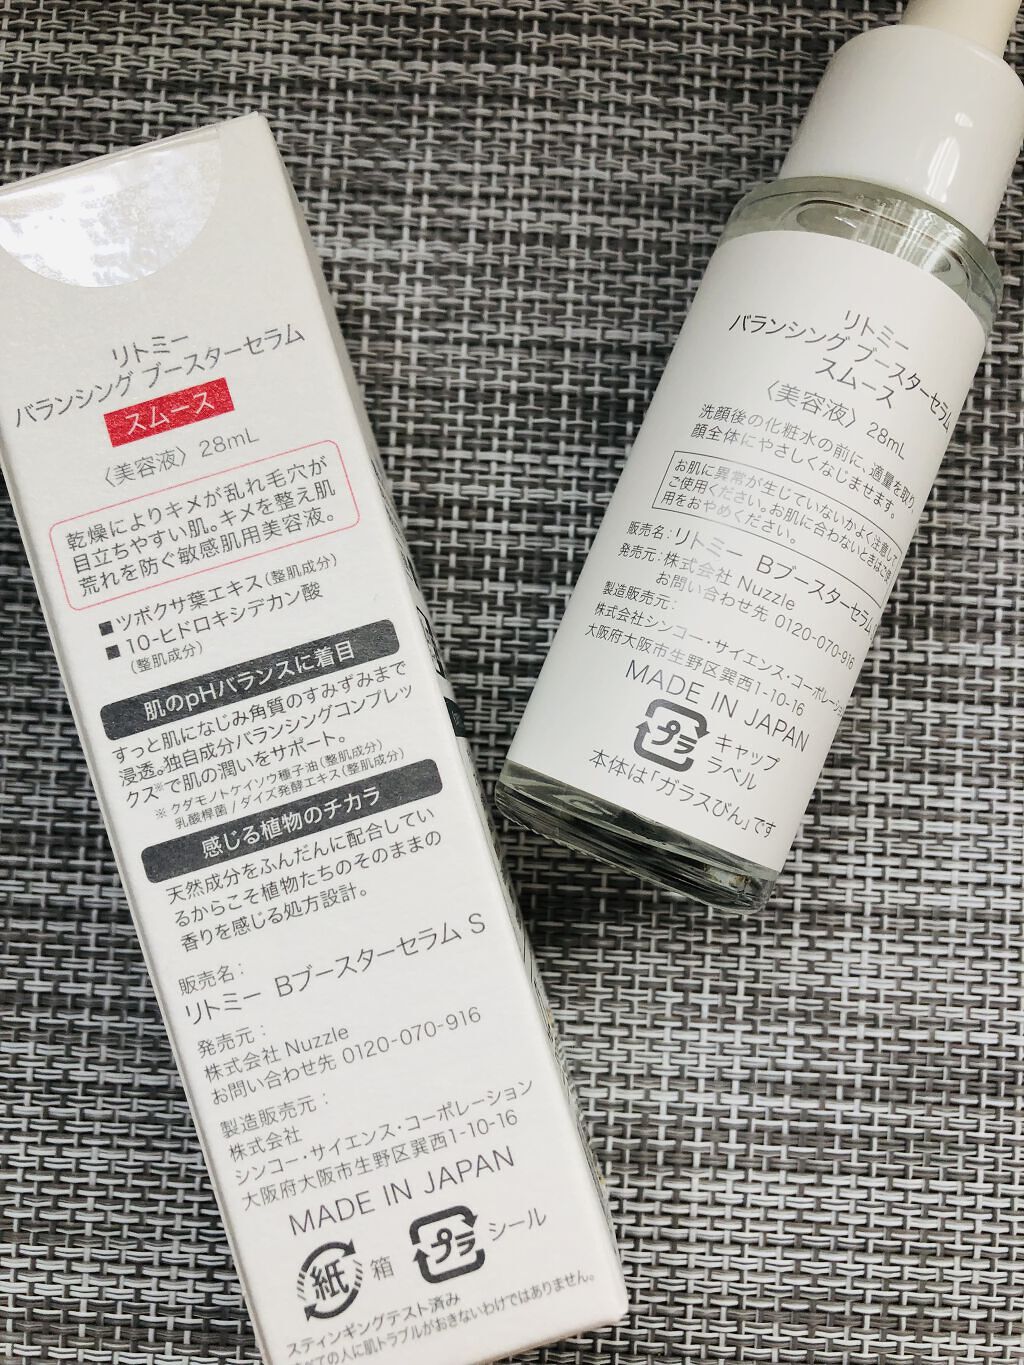 リトミー
バランシング ブースターセラム
スムース
〈美容液〉 28mL
乾燥によりキメが乱れ毛穴が
目立ちやすい肌。キメを整え肌
荒れを防ぐ敏感肌用美容液。
■ツボクサ葉エキス(整肌成分)
■10-ヒドロキシデカン酸
(整肌成分)
肌のpHバランスに着目
すっと肌になじみ角質のすみずみまで
浸透。独自成分バランシングコンプレッ
クス※で肌の潤いをサポート。
※ クダモノトケイソウ種子油(整肌成分)
乳酸桿菌/ダイズ発酵エキス(整肌成分)
感じる植物のチカラ
天然成分をふんだんに配合してい
るからこそ植物たちのそのままの
香りを感じる処方設計。
販売名:
リトミー Bブースターセラム S
発売元:
株式会社 Nuzzle
お問い合わせ先 0120-070-916
製造販売元:
株式会社
シンコー・サイエンス・コーポレーション
大阪府大阪市生野区巽西1-10-16
MADE IN JAPAN
紙 箱 プラ シール
スティンギングテスト済み
ての人に肌トラブルがおきないわけではありません。
リトミー
バランシング ブースターセラム
スムース
〈美容液〉 28mL
洗顔後の化粧水の前に、適量を取り、
顔全体にやさしくなじませます。
お肌に異常が生じていないかよく注意して
ご使用ください。お肌に合わないときはご使
用をおやめください。
販売名:リトミー Bブースターセラム
発売元:株式会社 Nuzzle
お問い合わせ先 0120-070-916
製造販売元:
株式会社シンコー・サイエンス・コーポレーション
大阪府大阪市生野区巽西1-10-16
MADE IN JAPAN
プラ キャップ
ラベル
本体は「ガラスびん」です